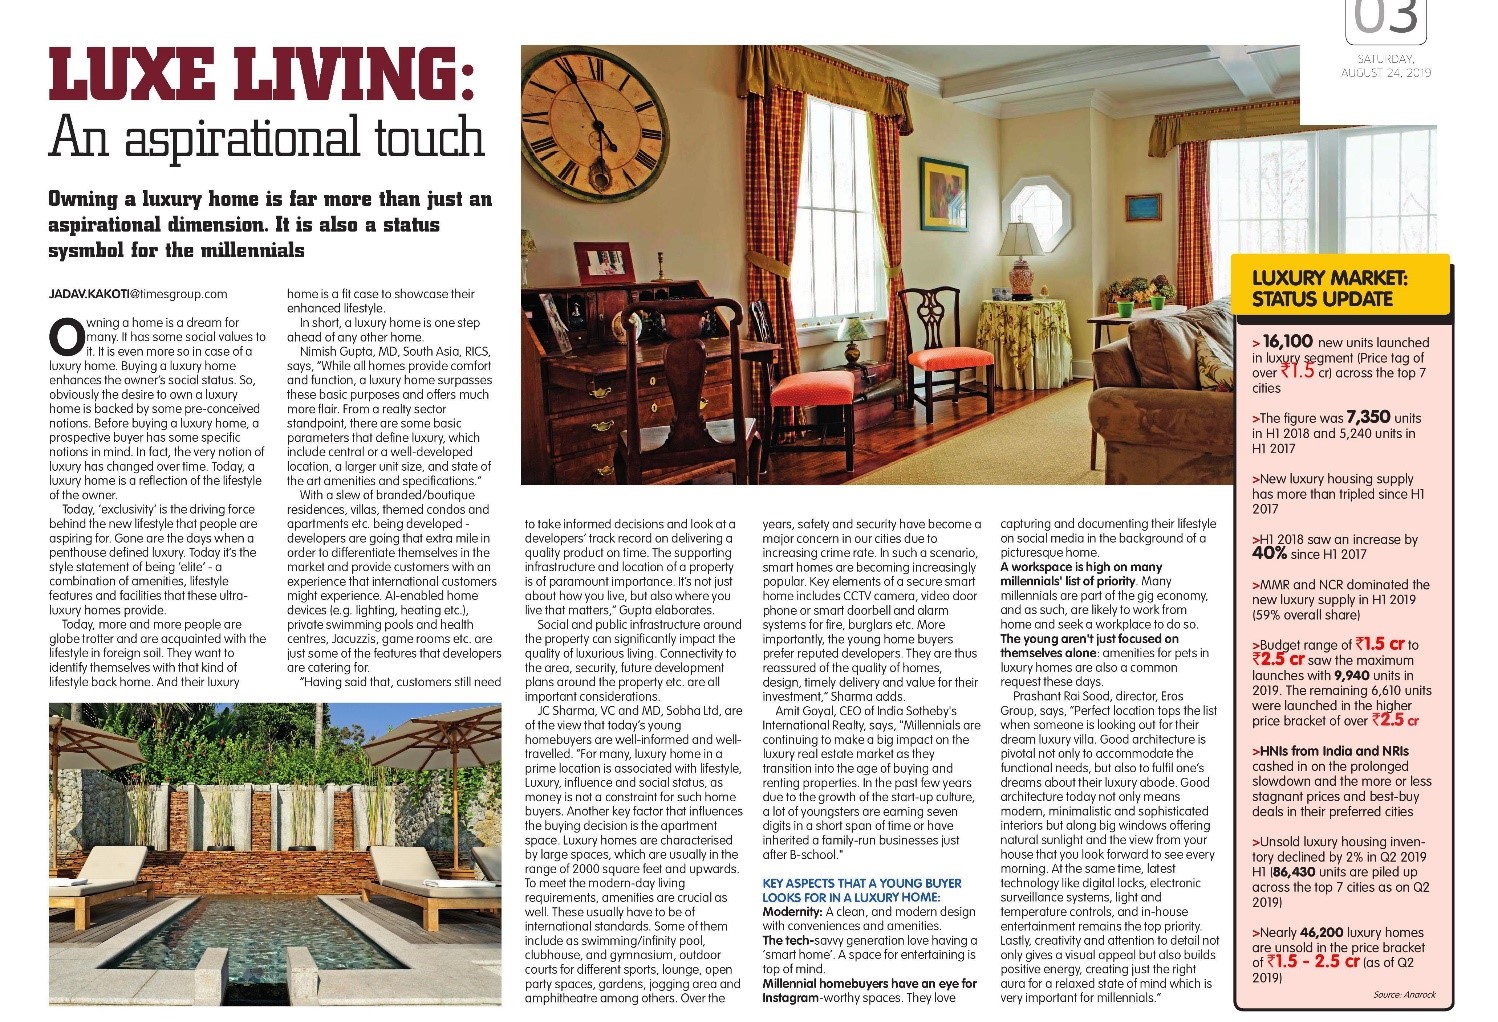 03
SATURDAY,
AUGUST 24, 2019
LUXE LIVING:
An aspirational touch
Owning a luxury home is far more than just an
aspirational dimension. It is also a status
sysmbol for the millennials
JADAV.KAKOTI@timesgroup.com
Owning a home is a dream for
many. It has some social values to
it. It is even more so in case of a
luxury home. Buying a luxury home
enhances the owner's social status. So,
obviously the desire to own a luxury
home is backed by some pre-conceived
notions. Before buying a luxury home, a
prospective buyer has some specific
notions in mind. In fact, the very notion of
luxury has changed over time. Today, a
luxury home is a reflection of the lifestyle
of the owner.
Today, 'exclusivity' is the driving force
behind the new lifestyle that people are
aspiring for. Gone are the days when a
penthouse defined luxury. Today it's the
style statement of being 'elite' - a
combination of amenities, lifestyle
features and facilities that these ultra-
luxury homes provide.
Today, more and more people are
globe trotter and are acquainted with the
lifestyle in foreign soil. They want to
identify themselves with that kind of
lifestyle back home. And their luxury
home is a fit case to showcase their
enhanced lifestyle.
In short, a luxury home is one step
ahead of any other home.
Nimish Gupta, MD, South Asia, RICS,
says, "While all homes provide comfort
and function, a luxury home surpasses
these basic purposes and offers much
more flair. From a realty sector
standpoint, there are some basic
parameters that define luxury, which
include central or a well-developed
location, a larger unit size, and state of
the art amenities and specifications."
With a slew of branded/boutique
residences, villas, themed condos and
apartments etc. being developed -
developers are going that extra mile in
order to differentiate themselves in the
market and provide customers with an
experience that international customers
might experience. AI-enabled home
devices (e.g. lighting, heating etc.),
private swimming pools and health
centres, Jacuzzis, game rooms etc. are
just some of the features that developers
are catering for.
"Having said that, customers still need
to take informed decisions and look at a
developers' track record on delivering a
quality product on time. The supporting
infrastructure and location of a property
is of paramount importance. It's not just
about how you live, but also where you
live that matters," Gupta elaborates.
Social and public infrastructure around
the property can significantly impact the
quality of luxurious living. Connectivity to
the area, security, future development
plans around the property etc. are all
important considerations.
JC Sharma, VC and MD, Sobha Ltd, are
of the view that today's young
homebuyers are well-informed and well-
travelled. "For many, luxury home in a
prime location is associated with lifestyle,
Luxury, influence and social status, as
money is not a constraint for such home
buyers. Another key factor that influences
the buying decision is the apartment
space. Luxury homes are characterised
by large spaces, which are usually in the
range of 2000 square feet and upwards.
To meet the modern-day living
requirements, amenities are crucial as
well. These usually have to be of
international standards. Some of them
include as swimming/infinity pool,
clubhouse, and gymnasium, outdoor
courts for different sports, lounge, open
party spaces, gardens, jogging area and
amphitheatre among others. Over the
years, safety and security have become a
major concern in our cities due to
increasing crime rate. In such a scenario,
smart homes are becoming increasingly
popular. Key elements of a secure smart
home includes CCTV camera, video door
phone or smart doorbell and alarm
systems for fire, burglars etc. More
importantly, the young home buyers
prefer reputed developers. They are thus
reassured of the quality of homes,
design, timely delivery and value for their
investment," Sharma adds.
Amit Goyal, CEO of India Sotheby's
International Realty, says, "Millennials are
continuing to make a big impact on the
luxury real estate market as they
transition into the age of buying and
renting properties. In the past few years
due to the growth of the start-up culture,
a lot of youngsters are earning seven
digits in a short span of time or have
inherited a family-run businesses just
after B-school."
KEY ASPECTS THAT A YOUNG BUYER
LOOKS FOR IN A LUXURY HOME:
Modernity: A clean, and modern design
with conveniences and amenities.
The tech-savvy generation love having a
'smart home'. A space for entertaining is
top of mind.
Millennial homebuyers have an eye for
Instagram-worthy spaces. They love
capturing and documenting their lifestyle
on social media in the background of a
picturesque home.
A workspace is high on many
millennials' list of priority. Many
millennials are part of the gig economy,
and as such, are likely to work from
home and seek a workplace to do so.
The young aren't just focused on
themselves alone: amenities for pets in
luxury homes are also a common
request these days.
Prashant Rai Sood, director, Eros
Group, says, "Perfect location tops the list
when someone is looking out for their
dream luxury villa. Good architecture is
pivotal not only to accommodate the
functional needs, but also to fulfil one's
dreams about their luxury abode. Good
architecture today not only means
modern, minimalistic and sophisticated
interiors but along big windows offering
natural sunlight and the view from your
house that you look forward to see every
morning. At the same time, latest
technology like digital locks, electronic
surveillance systems, light and
temperature controls, and in-house
entertainment remains the top priority.
Lastly, creativity and attention to detail not
only gives a visual appeal but also builds
positive energy, creating just the right
aura for a relaxed state of mind which is
very important for millennials."
LUXURY MARKET:
STATUS UPDATE
> 16,100 new units launched
in luxury segment (Price tag of
over ₹1.5 cr) across the top 7
cities
>The figure was 7,350 units
in H1 2018 and 5,240 units in
H1 2017
>New luxury housing supply
has more than tripled since H1
2017
>H1 2018 saw an increase by
40% since H1 2017
>MMR and NCR dominated the
new luxury supply in H1 2019
(59% overall share)
>Budget range of ₹1.5 cr to
₹2.5 cr saw the maximum
launches with 9,940 units in
2019. The remaining 6,610 units
were launched in the higher
price bracket of over ₹2.5 cr
>HNIs from India and NRIs
cashed in on the prolonged
slowdown and the more or less
stagnant prices and best-buy
deals in their preferred cities
>Unsold luxury housing inven-
tory declined by 2% in Q2 2019
H1 (86,430 units are piled up
across the top 7 cities as on Q2
2019)
>Nearly 46,200 luxury homes
are unsold in the price bracket
of ₹1.5 - 2.5 cr (as of Q2
2019)
Source: Anarock